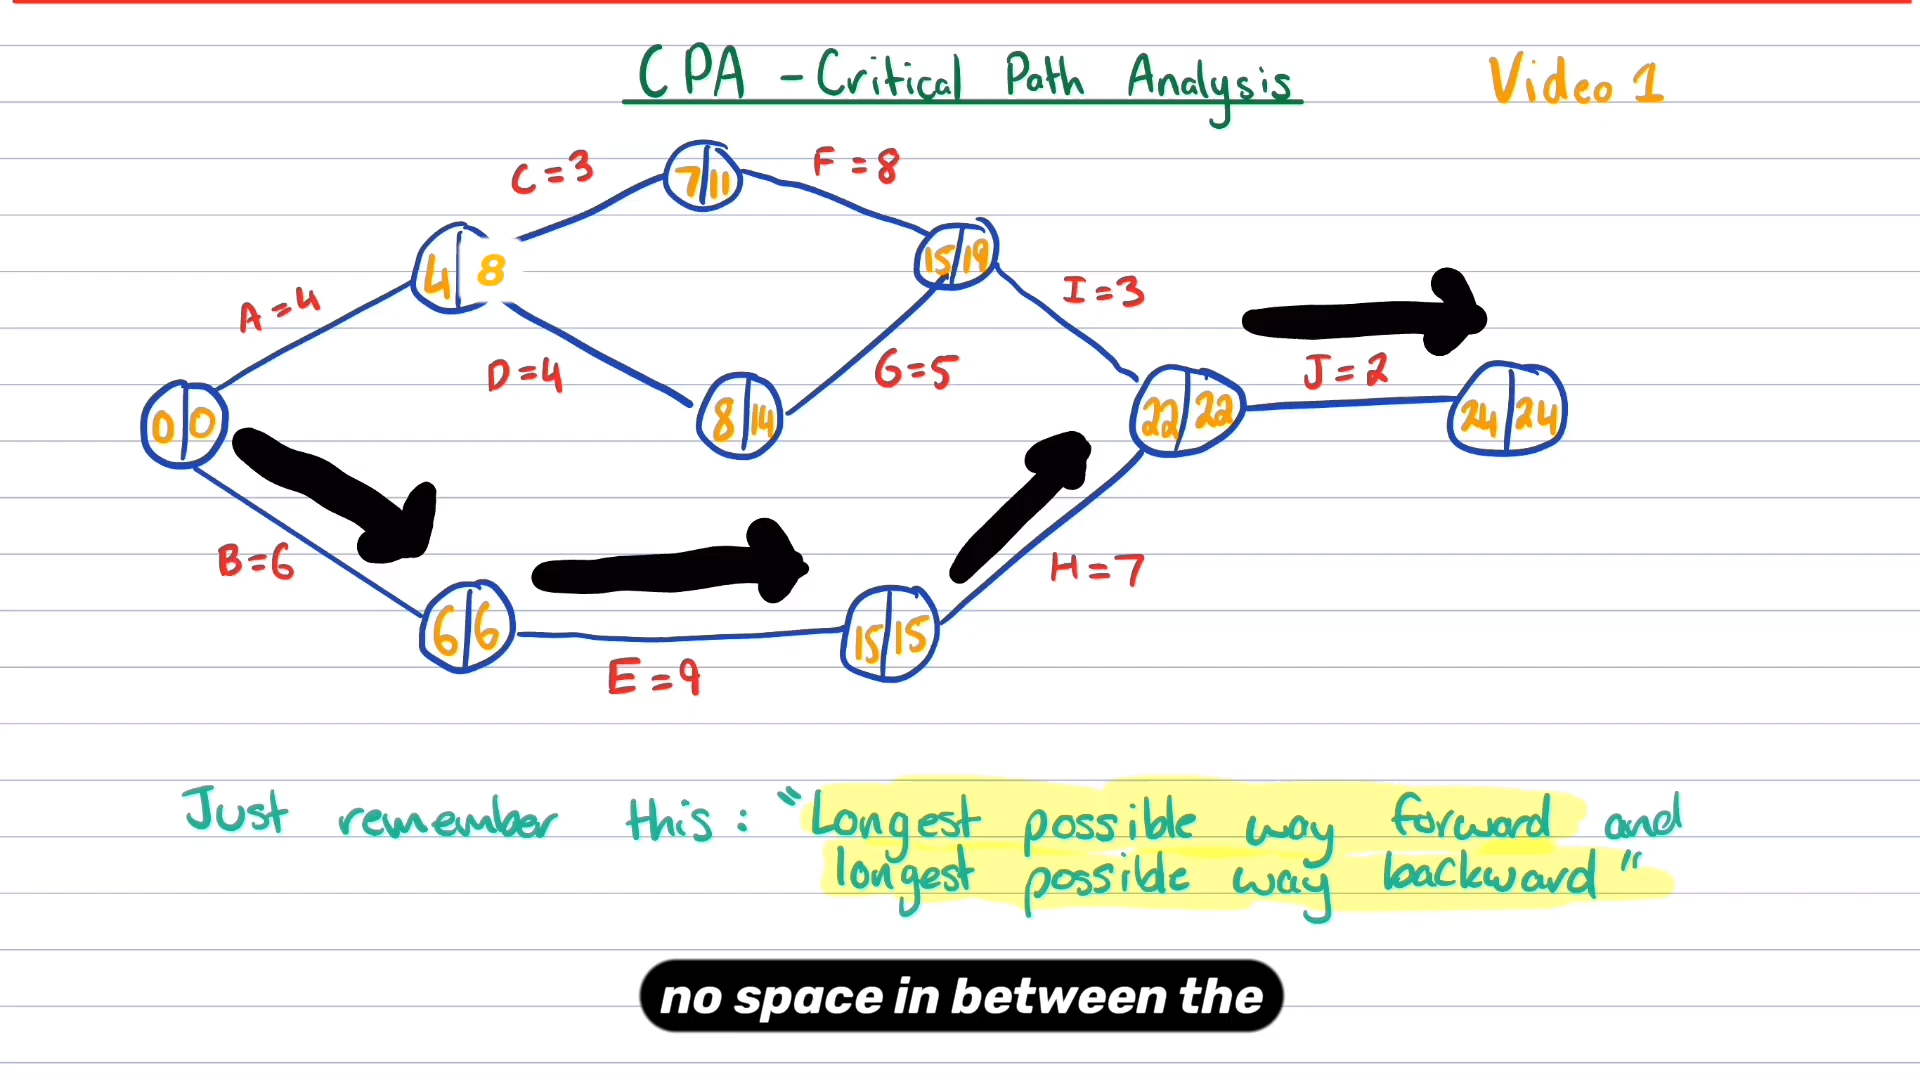 CPA - Critical Path Analysis
Video 1
C=3
F=8
7|11
4|8
15|19
A=4
I=3
D=4
G=5
J=2
0|0
8|14
22|22
24|24
B=6
H=7
6|6
15|15
E=9
Just remember this: "Longest possible way forward and
longest possible way backward"
no space in between the